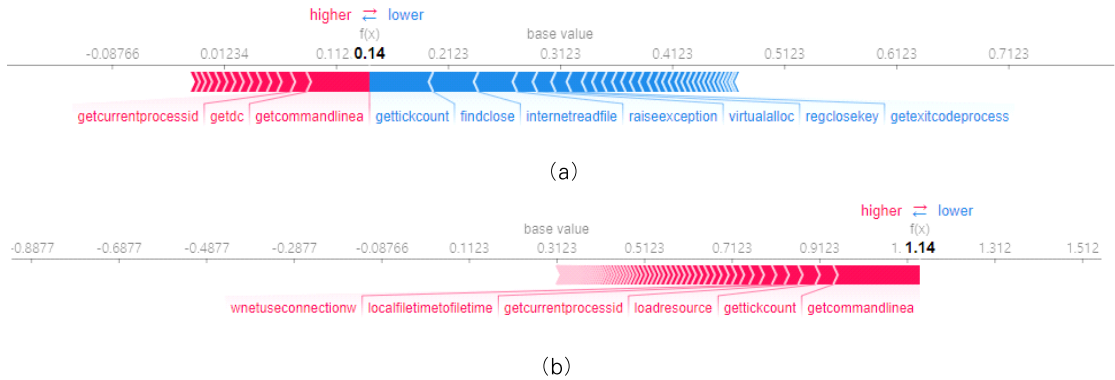 higher ⇄ lower
f(x) base value
-0.08766 0.01234 0.112 0.14 0.2123 0.3123 0.4123 0.5123 0.6123 0.7123
getcurrentprocessid getdc getcommandlinea gettickcount findclose internetreadfile raiseexception virtualalloc regclosekey getexitcodeprocess
(a)
higher ⇄ lower
base value f(x)
-0.8877 -0.6877 -0.4877 -0.2877 -0.08766 0.1123 0.3123 0.5123 0.7123 0.9123 1. 1.14 1.312 1.512
wnetuseconnectionw localfiletimetofiletime getcurrentprocessid loadresource gettickcount getcommandlinea
(b)